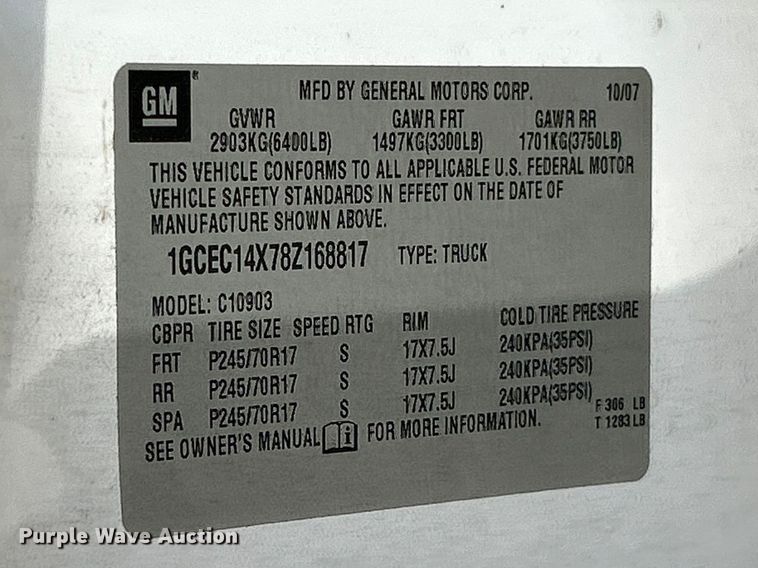 GM ® MFD BY GENERAL MOTORS CORP. 10/07
GVWR GAWR FRT GAWR RR
2903KG(6400LB) 1497KG(3300LB) 1701KG(3750LB)
THIS VEHICLE CONFORMS TO ALL APPLICABLE U.S. FEDERAL MOTOR
VEHICLE SAFETY STANDARDS IN EFFECT ON THE DATE OF
MANUFACTURE SHOWN ABOVE.
1GCEC14X78Z168817 TYPE: TRUCK
MODEL: C10903
CBPR TIRE SIZE SPEED RTG RIM COLD TIRE PRESSURE
FRT P245/70R17 S 17X7.5J 240KPA(35PSI)
RR P245/70R17 S 17X7.5J 240KPA(35PSI)
SPA P245/70R17 S 17X7.5J 240KPA(35PSI)
F 306 LB
T 1283 LB
SEE OWNER'S MANUAL i FOR MORE INFORMATION.
Purple Wave Auction